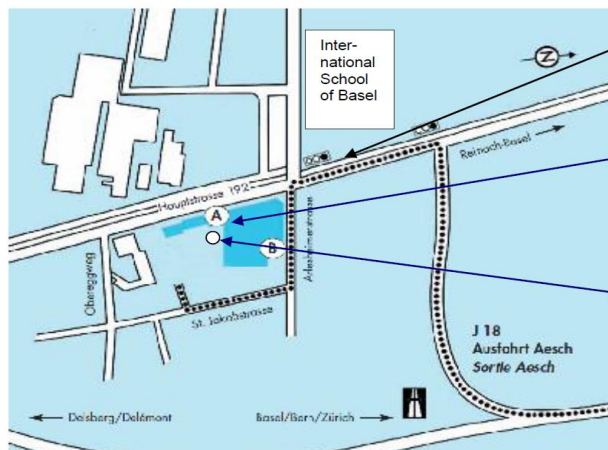 Inter-
national
School
of Basel
N
Reinach-Basel
Hauptstrasse 192
A
B
Arlesheimerstrasse
Obereggweg
St. Jakobstrasse
J 18
Ausfahrt Aesch
Sortie Aesch
Delsberg/Delémont
Basel/Bern/Zürich